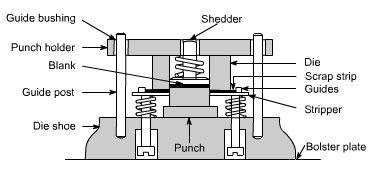 Guide bushing
Shedder
Punch holder
Blank
Die
Scrap strip
Guide post
Guides
Stripper
Die shoe
Punch
Bolster plate